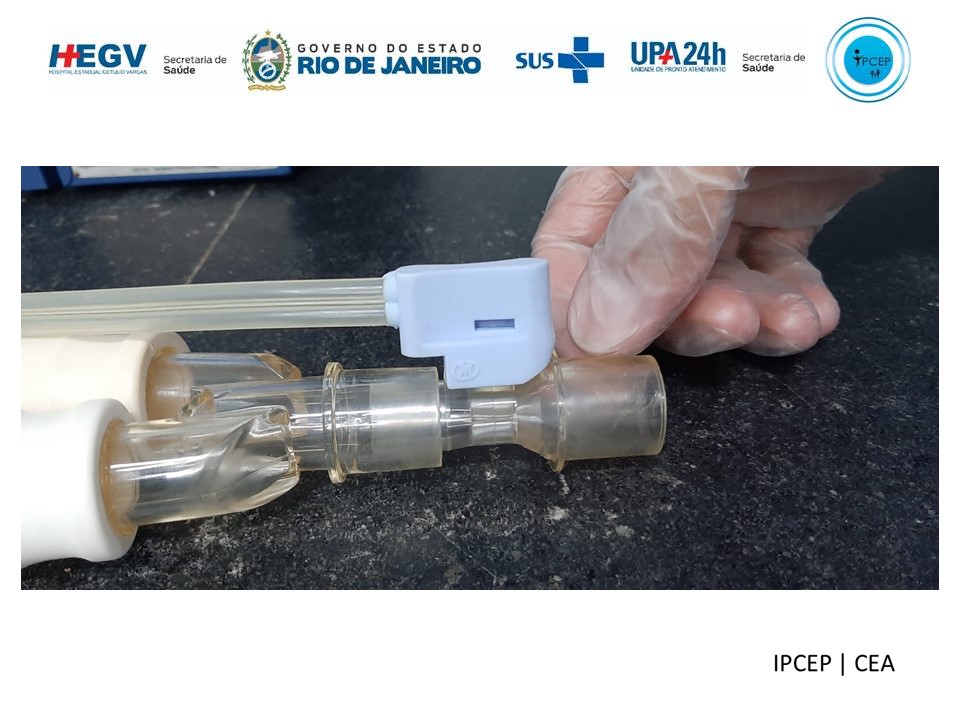 HEGV
HOSPITAL ESTADUAL GETÚLIO VARGAS
Secretaria de
Saúde
GOVERNO DO ESTADO
RIO DE JANEIRO
SUS
UPA24h
UNIDADE DE PRONTO ATENDIMENTO
Secretaria de
Saúde
IPCEP
IPCEP | CEA